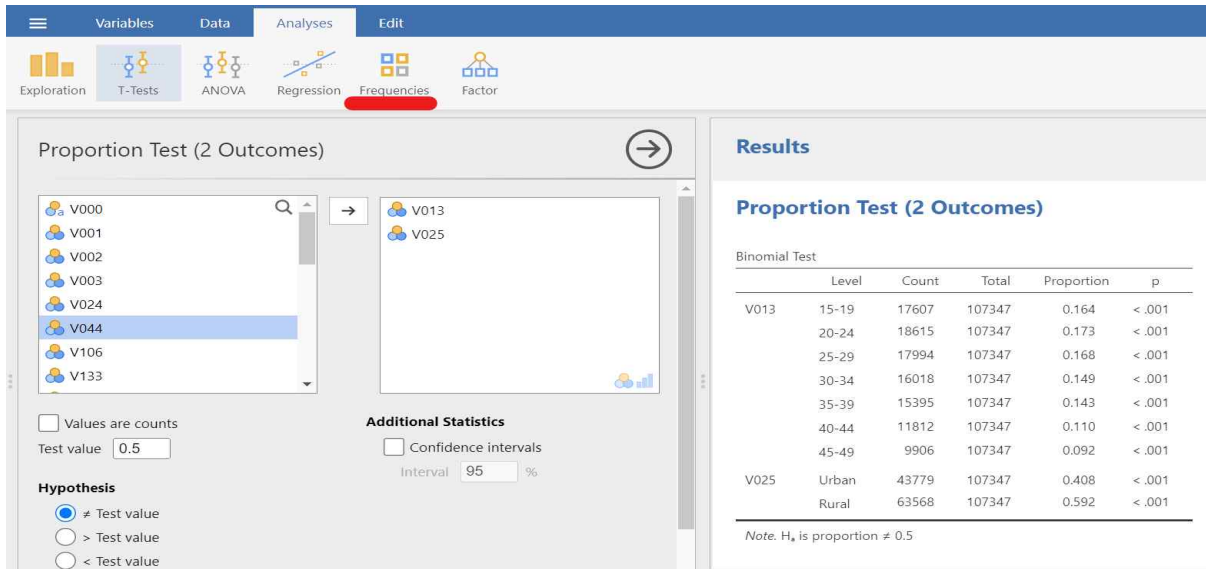 Variables Data Analyses Edit
Exploration T-Tests ANOVA Regression Frequencies Factor
Proportion Test (2 Outcomes)
V000
V001
V002
V003
V024
V044
V106
V133
V013
V025
Values are counts
Test value 0.5
Hypothesis
≠ Test value
> Test value
< Test value
Additional Statistics
Confidence intervals
Interval 95 %
Results
Proportion Test (2 Outcomes)
Binomial Test
Level Count Total Proportion p
V013 15-19 17607 107347 0.164 < .001
20-24 18615 107347 0.173 < .001
25-29 17994 107347 0.168 < .001
30-34 16018 107347 0.149 < .001
35-39 15395 107347 0.143 < .001
40-44 11812 107347 0.110 < .001
45-49 9906 107347 0.092 < .001
V025 Urban 43779 107347 0.408 < .001
Rural 63568 107347 0.592 < .001
Note. Hₐ is proportion ≠ 0.5